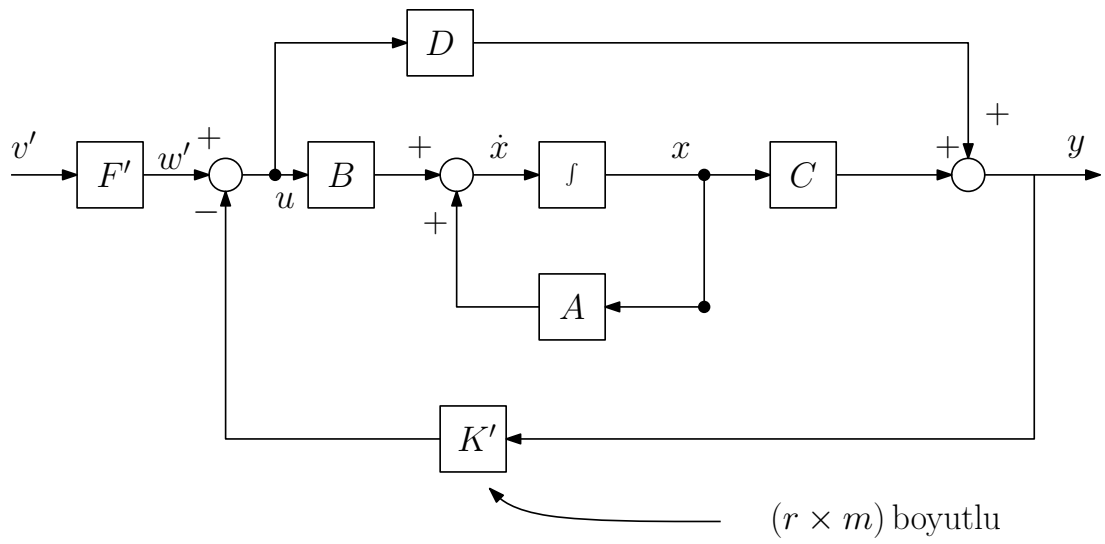 D
+
v′ F′ w′ + u B + ẋ ∫ x C + y
−
+
A
K′
(r × m) boyutlu